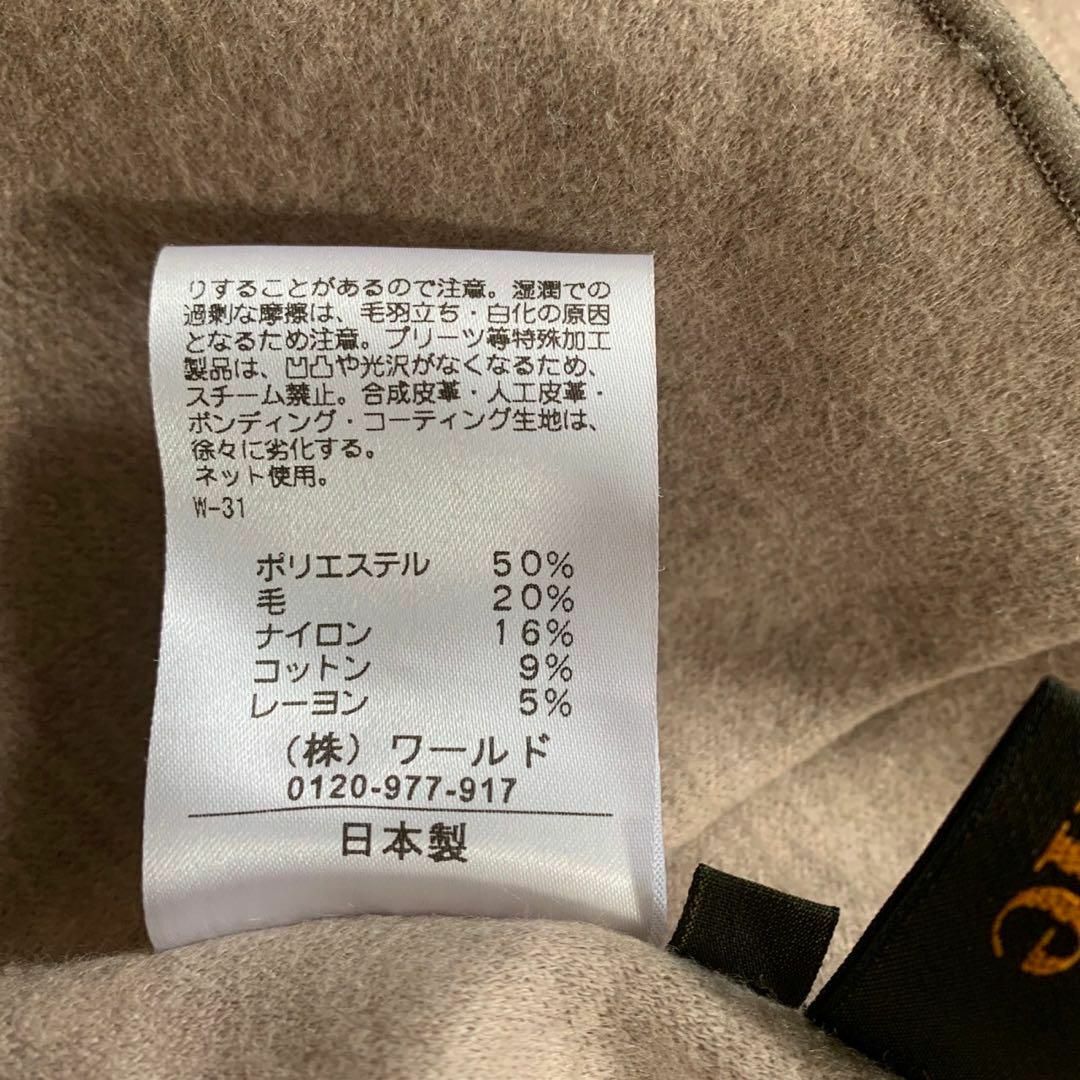 りすることがあるので注意。湿潤での
過剰な摩擦は、毛羽立ち・白化の原因
となるため注意。プリーツ等特殊加工
製品は、凹凸や光沢がなくなるため、
スチーム禁止。合成皮革・人工皮革・
ボンディング・コーティング生地は、
徐々に劣化する。
ネット使用。
W-31
ポリエステル 50%
毛 20%
ナイロン 16%
コットン 9%
レーヨン 5%
（株）ワールド
0120-977-917
日本製